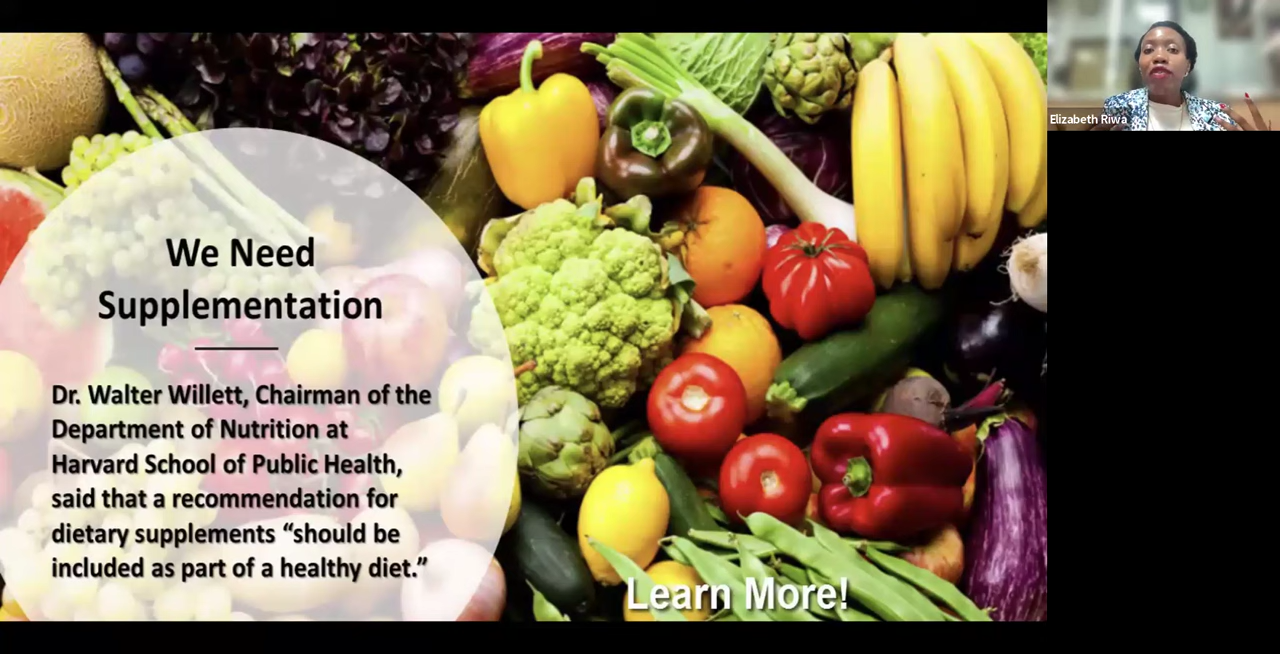 We Need
Supplementation
Dr. Walter Willett, Chairman of the
Department of Nutrition at
Harvard School of Public Health,
said that a recommendation for
dietary supplements “should be
included as part of a healthy diet.”
Learn More!
Elizabeth Riwa